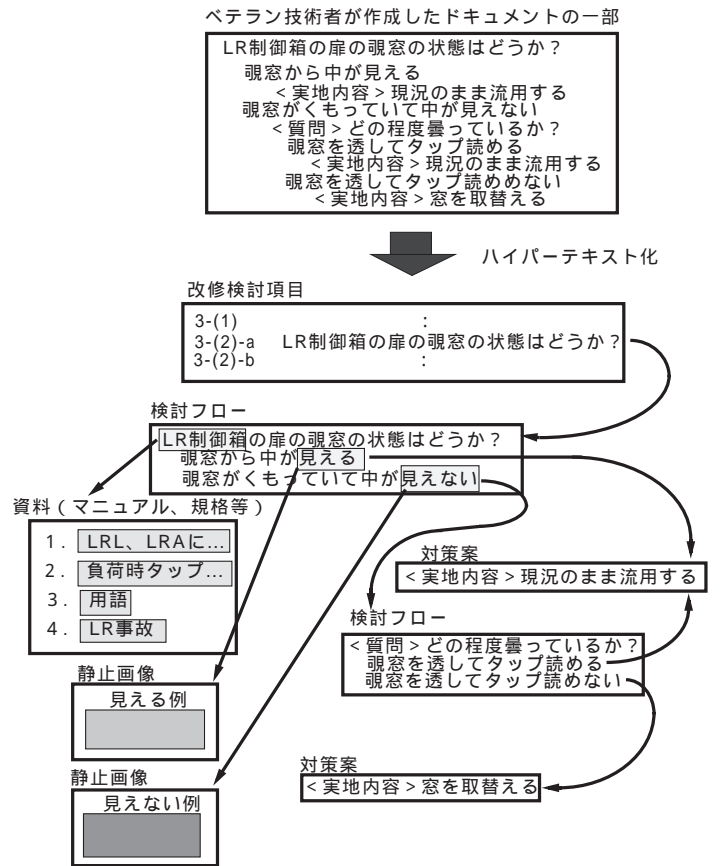 ベテラン技術者が作成したドキュメントの一部
LR制御箱の扉の覗窓の状態はどうか？
覗窓から中が見える
＜実地内容＞現況のまま流用する
覗窓がくもっていて中が見えない
＜質問＞どの程度曇っているか？
覗窓を透してタップ読める
＜実地内容＞現況のまま流用する
覗窓を透してタップ読めめない
＜実地内容＞窓を取替える
ハイパーテキスト化
改修検討項目
3-(1) :
3-(2)-a LR制御箱の扉の覗窓の状態はどうか？
3-(2)-b :
検討フロー
LR制御箱の扉の覗窓の状態はどうか？
覗窓から中が見える
覗窓がくもっていて中が見えない
資料（マニュアル、規格等）
1. LRL、LRAに...
2. 負荷時タップ...
3. 用語
4. LR事故
対策案
＜実地内容＞現況のまま流用する
検討フロー
＜質問＞どの程度曇っているか？
覗窓を透してタップ読める
覗窓を透してタップ読めない
静止画像
見える例
対策案
＜実地内容＞窓を取替える
静止画像
見えない例